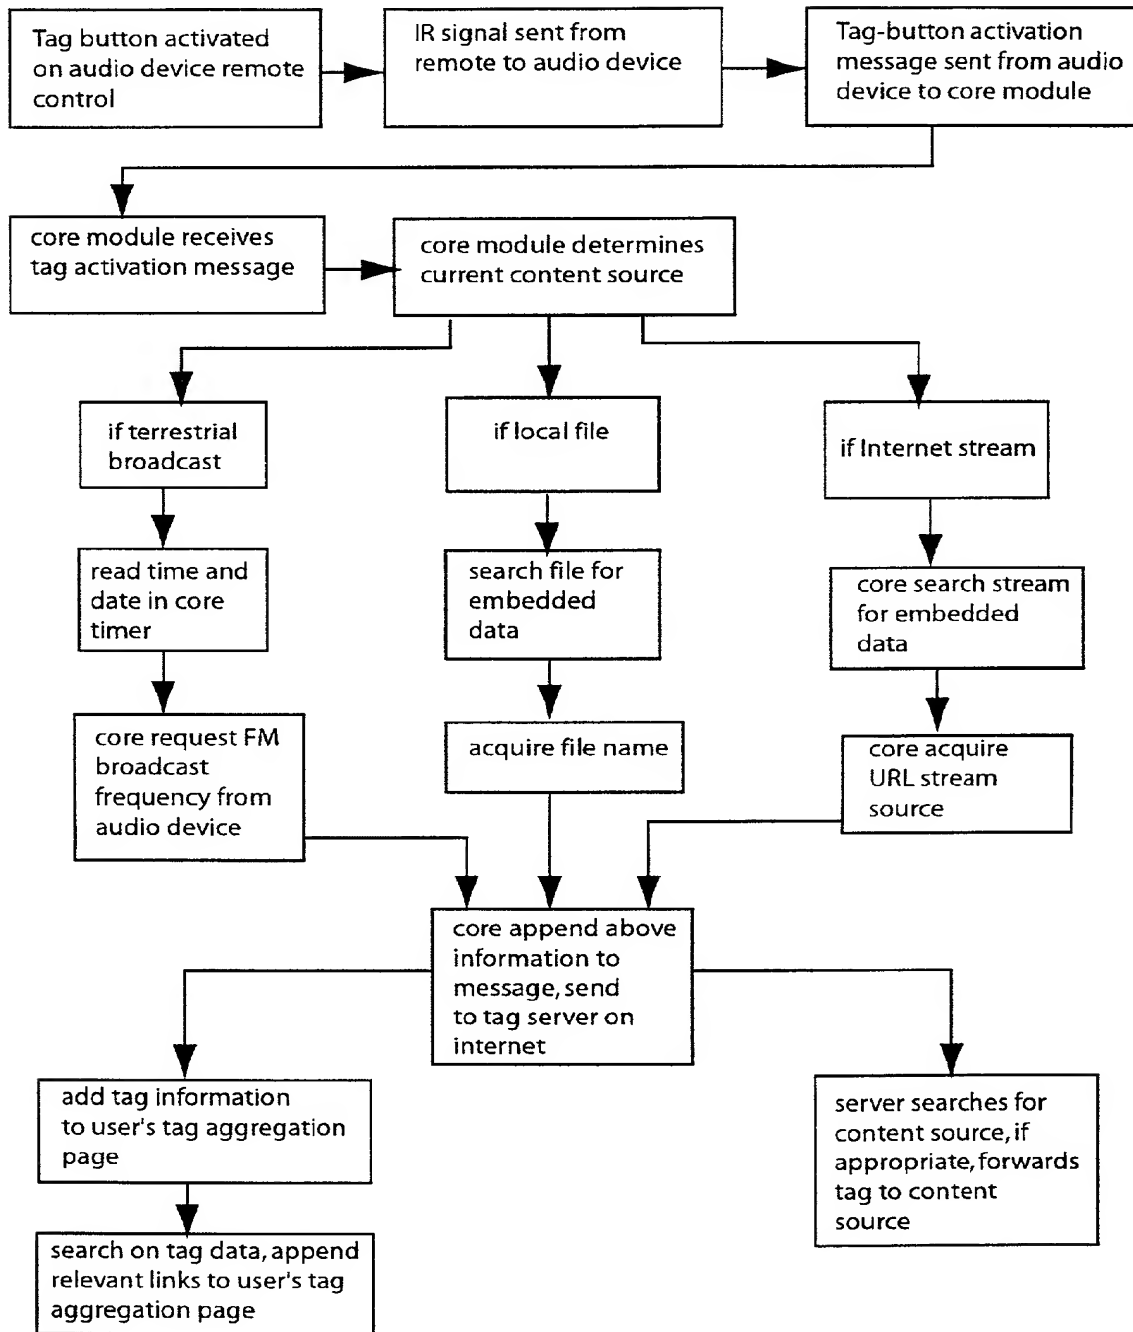 Tag button activated
on audio device remote
control
IR signal sent from
remote to audio device
Tag-button activation
message sent from audio
device to core module
core module receives
tag activation message
core module determines
current content source
if terrestrial
broadcast
if local file
if Internet stream
read time and
date in core
timer
search file for
embedded
data
core search stream
for embedded
data
core request FM
broadcast
frequency from
audio device
acquire file name
core acquire
URL stream
source
core append above
information to
message, send
to tag server on
internet
add tag information
to user's tag aggregation
page
server searches for
content source, if
appropriate, forwards
tag to content
source
search on tag data, append
relevant links to user's tag
aggregation page